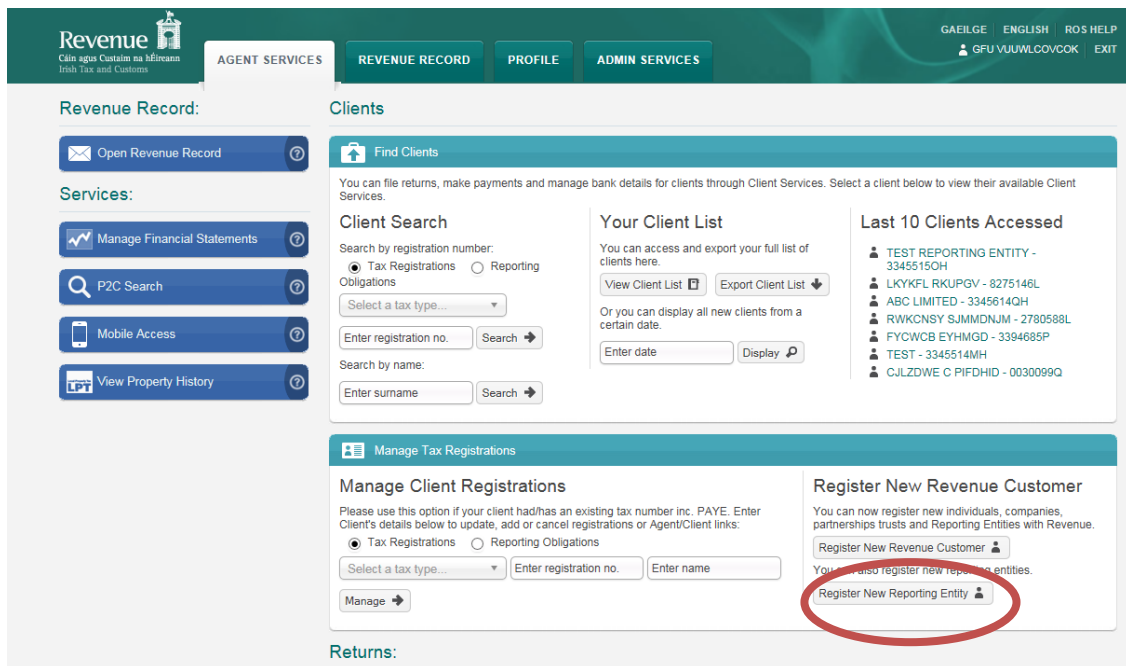 Revenue
Cáin agus Custaim na hÉireann
Irish Tax and Customs
AGENT SERVICES
REVENUE RECORD
PROFILE
ADMIN SERVICES
GAEILGE ENGLISH ROS HELP
GFU VUUWLCOVCOK EXIT
Revenue Record:
Open Revenue Record ?
Services:
Manage Financial Statements ?
P2C Search ?
Mobile Access ?
LPT View Property History ?
Clients
Find Clients
You can file returns, make payments and manage bank details for clients through Client Services. Select a client below to view their available Client
Services.
Client Search
Search by registration number:
Tax Registrations Reporting
Obligations
Select a tax type...
Enter registration no. Search
Search by name:
Enter surname Search
Your Client List
You can access and export your full list of
clients here.
View Client List Export Client List
Or you can display all new clients from a
certain date.
Enter date Display
Last 10 Clients Accessed
TEST REPORTING ENTITY -
3345515OH
LKYKFL RKUPGV - 8275146L
ABC LIMITED - 3345614QH
RWKCNSY SJMMDNJM - 2780588L
FYCWCB EYHMGD - 3394685P
TEST - 3345514MH
CJLZDWE C PIFDHID - 0030099Q
Manage Tax Registrations
Manage Client Registrations
Please use this option if your client had/has an existing tax number inc. PAYE. Enter
Client's details below to update, add or cancel registrations or Agent/Client links:
Tax Registrations Reporting Obligations
Select a tax type... Enter registration no. Enter name
Manage
Register New Revenue Customer
You can now register new individuals, companies,
partnerships trusts and Reporting Entities with Revenue.
Register New Revenue Customer
You can also register new reporting entities.
Register New Reporting Entity
Returns: